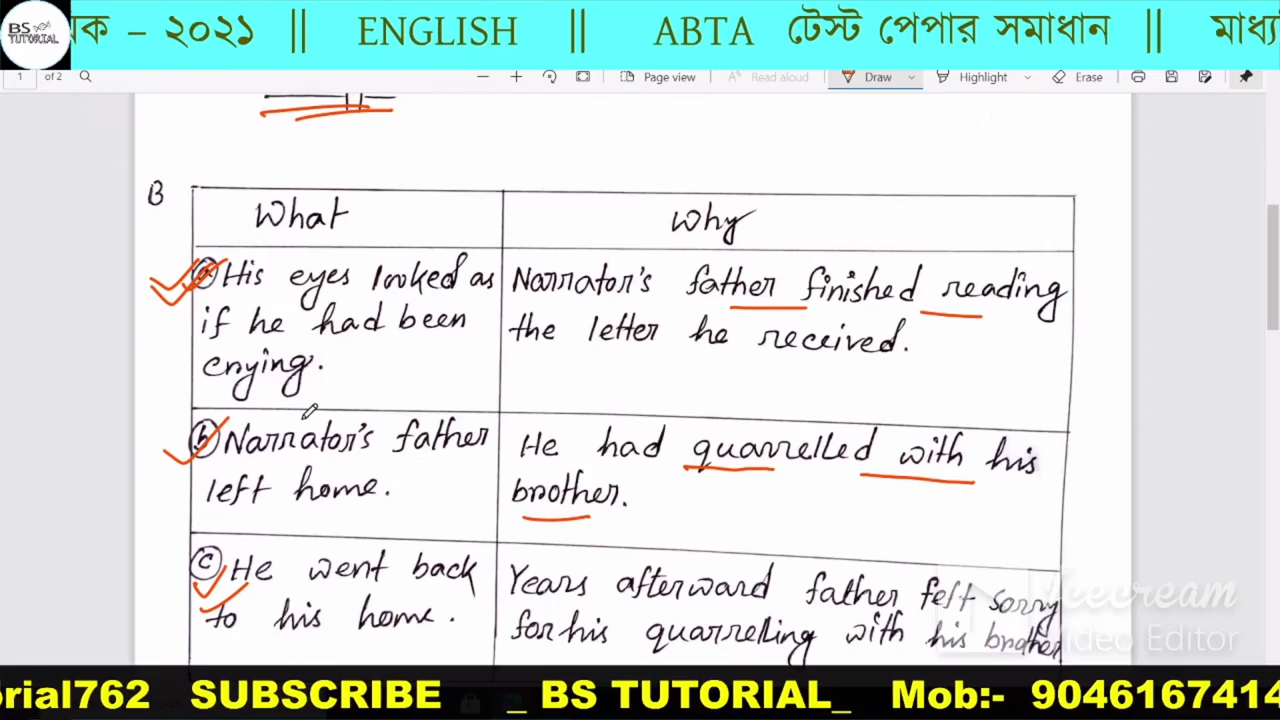 BS
TUTORIAL
মক – ২০২১ || ENGLISH || ABTA টেস্ট পেপার সমাধান || মাধ্য
1 of 2
Page view
Read aloud
Draw
Highlight
Erase
B
What
Why
(a) His eyes looked as
if he had been
crying.
Narrator's father finished reading
the letter he received.
(b) Narrator's father
left home.
He had quarrelled with his
brother.
(c) He went back
to his home.
Years afterward father felt sorry
for his quarrelling with his brother
Icecream
Video Editor
orial762 SUBSCRIBE _ BS TUTORIAL_ Mob:- 9046167414